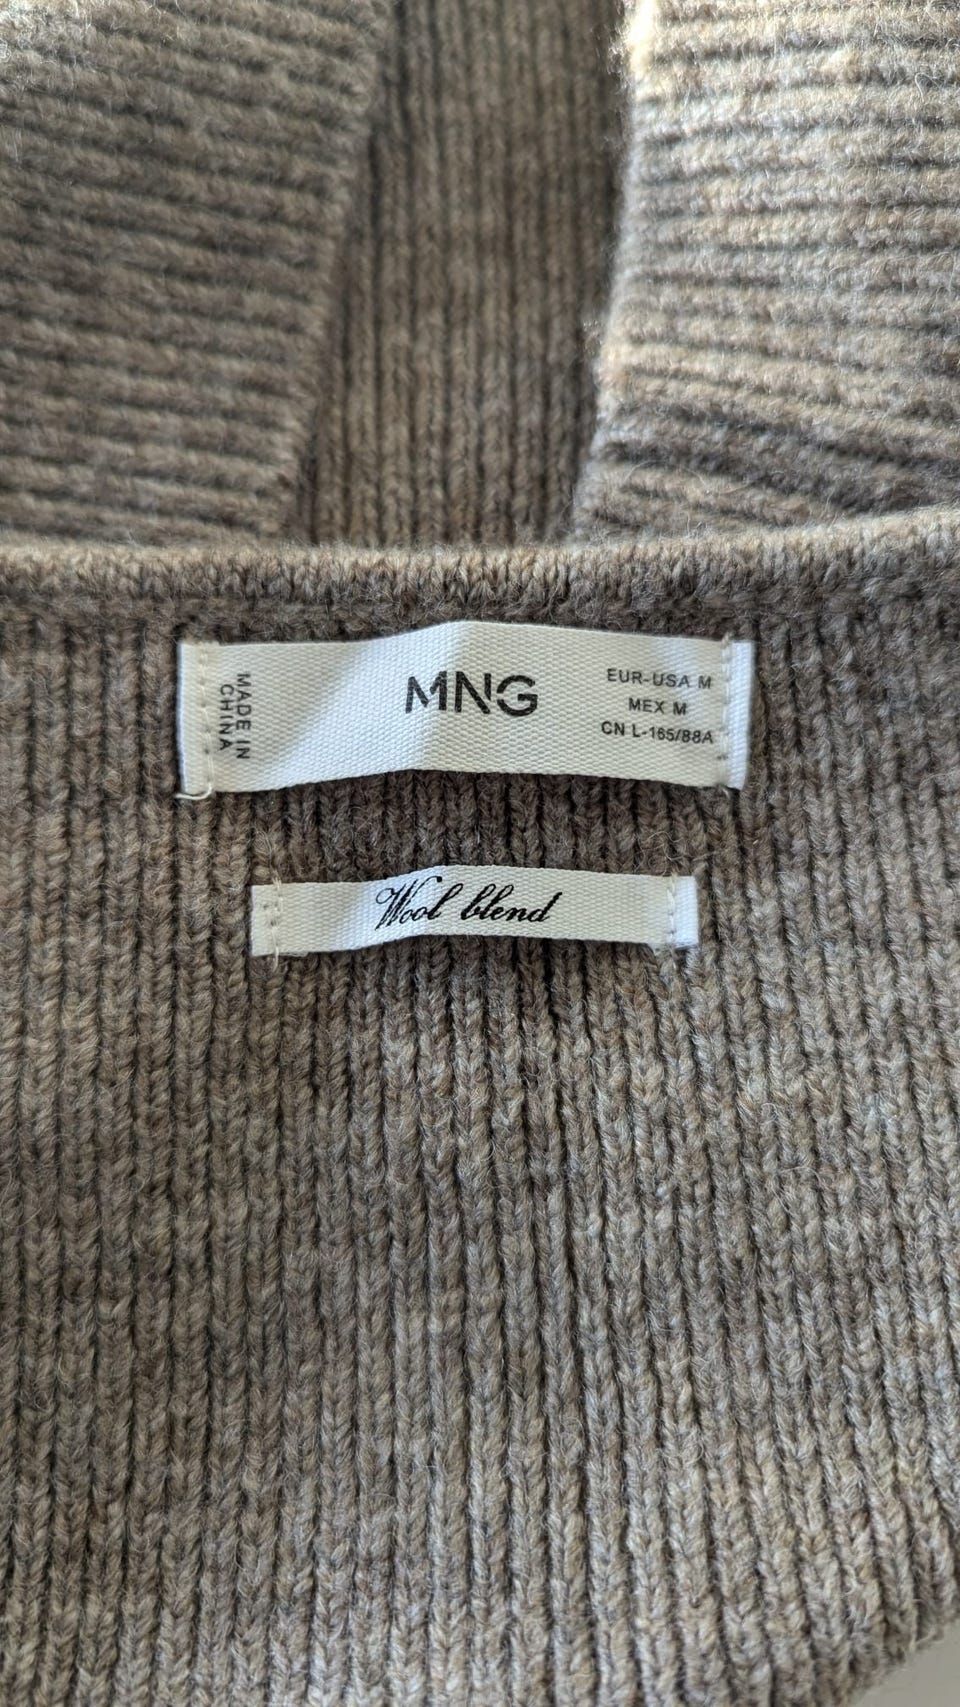 MADE IN
CHINA
MNG
EUR-USA M
MEX M
CN L-165/88A
Wool blend